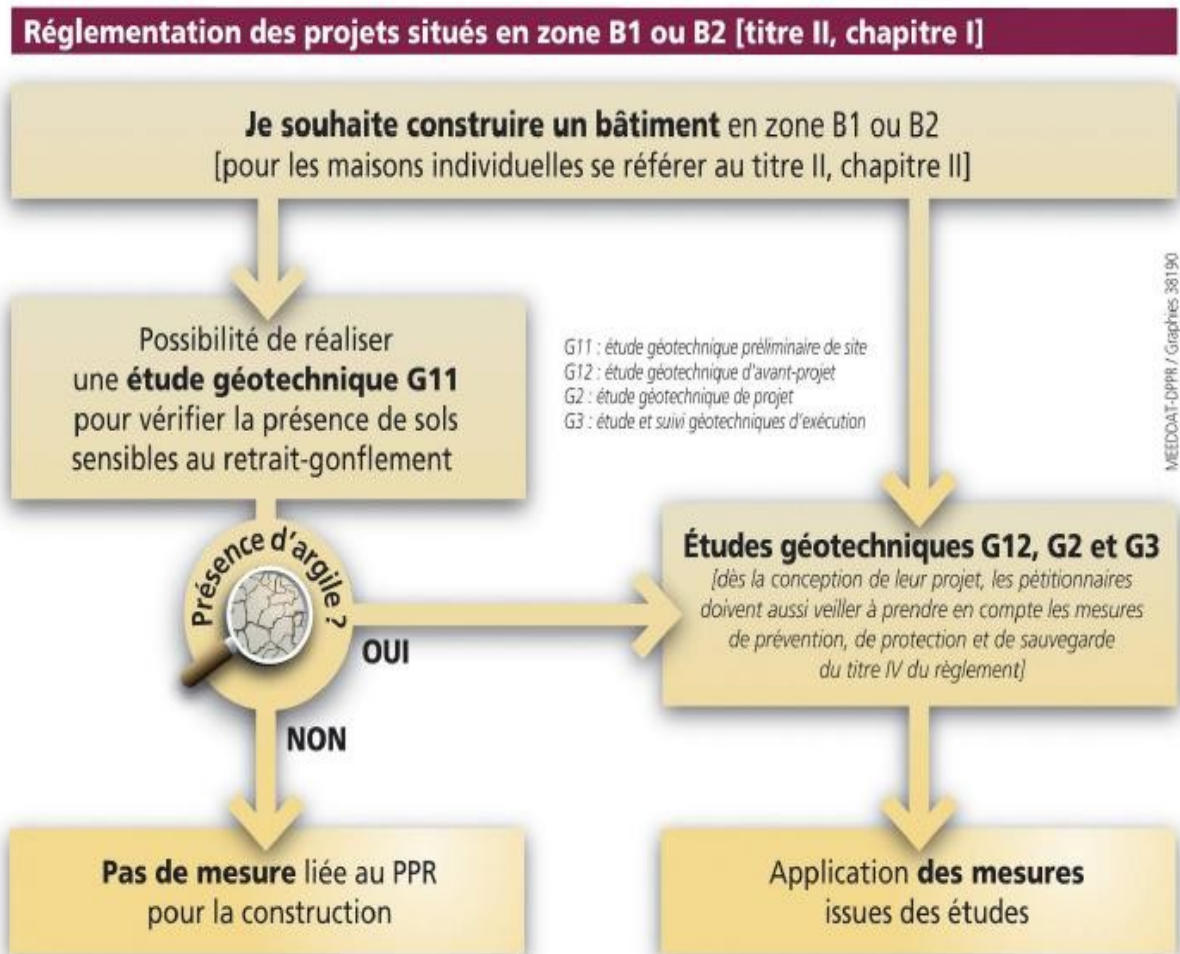 Réglementation des projets situés en zone B1 ou B2 [titre II, chapitre I]
Je souhaite construire un bâtiment en zone B1 ou B2
[pour les maisons individuelles se référer au titre II, chapitre II]
Possibilité de réaliser
une étude géotechnique G11
pour vérifier la présence de sols
sensibles au retrait-gonflement
G11 : étude géotechnique préliminaire de site
G12 : étude géotechnique d'avant-projet
G2 : étude géotechnique de projet
G3 : étude et suivi géotechniques d'exécution
MEEDDAT-DPPR / Graphies 38190
Présence d'argile ?
OUI
NON
Études géotechniques G12, G2 et G3
[dès la conception de leur projet, les pétitionnaires
doivent aussi veiller à prendre en compte les mesures
de prévention, de protection et de sauvegarde
du titre IV du règlement]
Pas de mesure liée au PPR
pour la construction
Application des mesures
issues des études